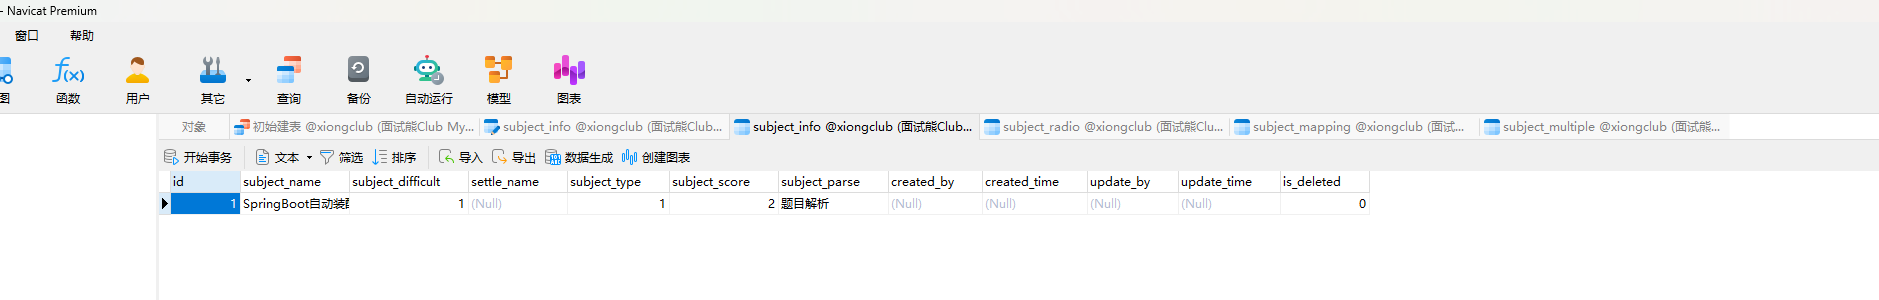 - Navicat Premium
窗口 帮助
图 函数 用户 其它 查询 备份 自动运行 模型 图表
对象 初始建表 @xiongclub (面试熊Club My... subject_info @xiongclub (面试熊Club... subject_info @xiongclub (面试熊Club... subject_radio @xiongclub (面试熊Clu... subject_mapping @xiongclub (面试... subject_multiple @xiongclub (面试熊...
开始事务 文本 筛选 排序 导入 导出 数据生成 创建图表
id subject_name subject_difficult settle_name subject_type subject_score subject_parse created_by created_time update_by update_time is_deleted
1 SpringBoot自动装配 1 (Null) 1 2 题目解析 (Null) (Null) (Null) (Null) 0